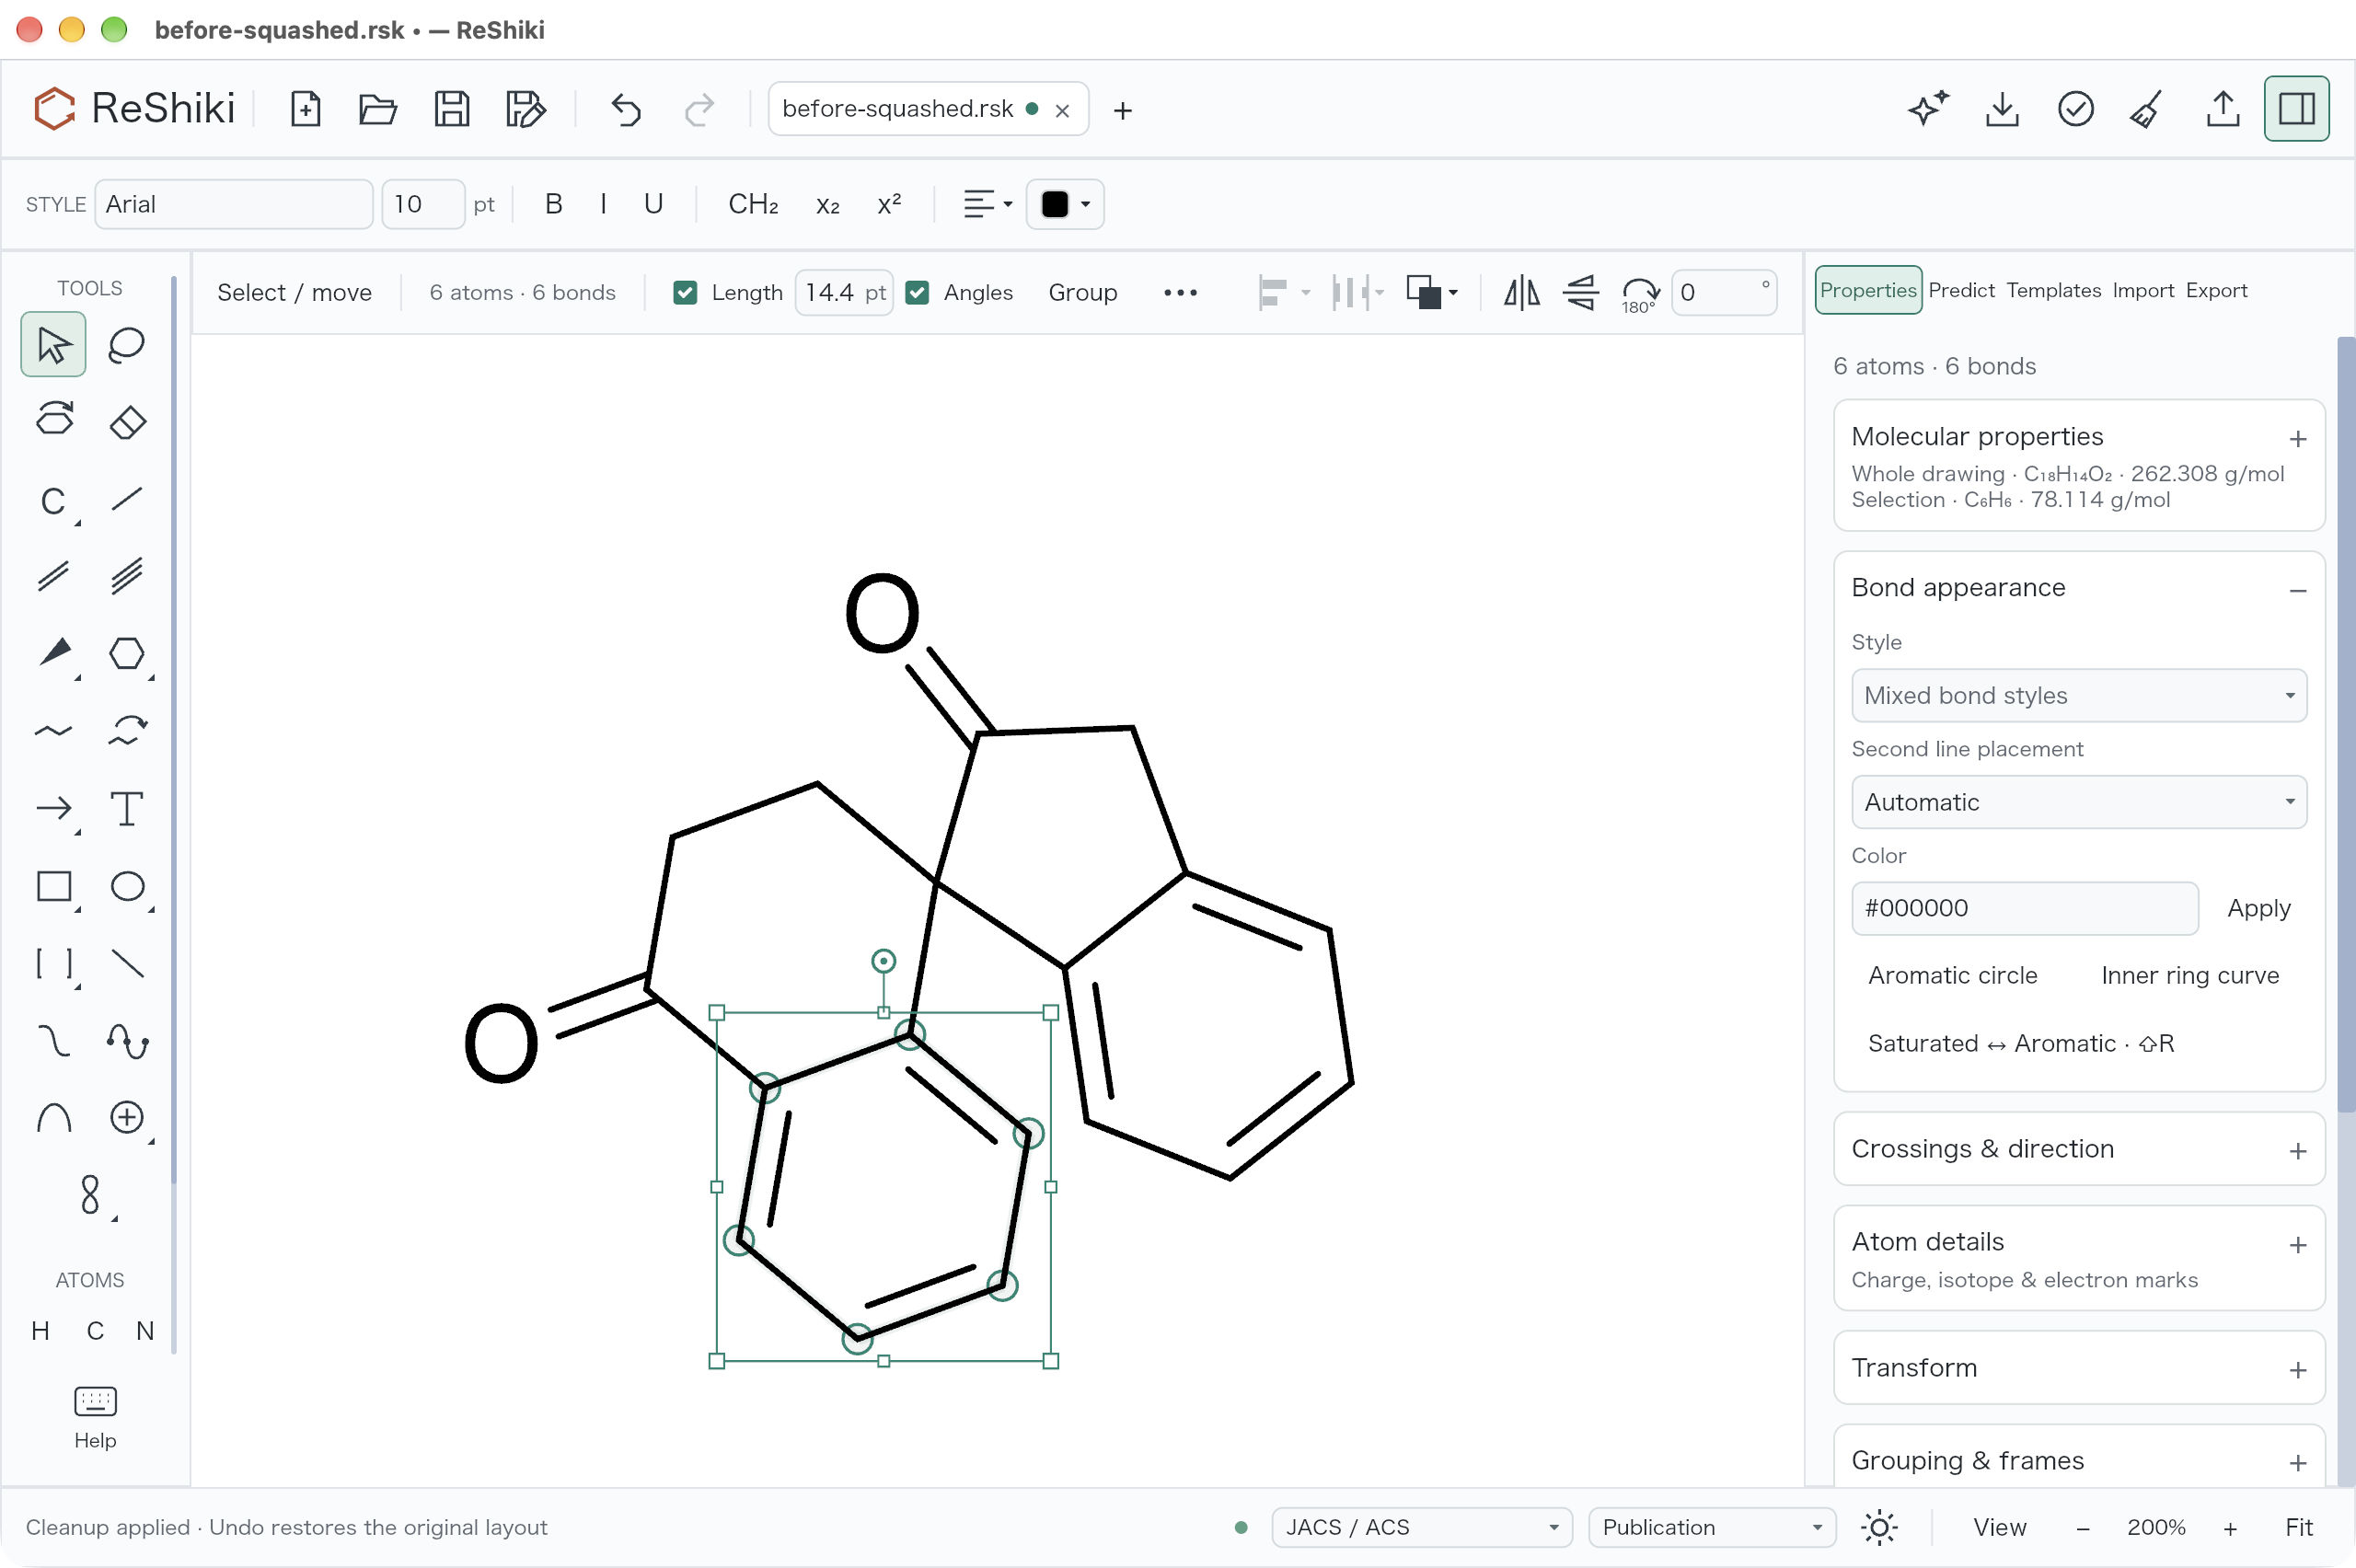 before-squashed.rsk • — ReShiki
ReShiki
before-squashed.rsk
STYLE Arial 10 pt B I U CH₂ x₂ x²
TOOLS
Select / move 6 atoms · 6 bonds Length 14.4 pt Angles Group ••• 180° 0 °
Properties Predict Templates Import Export
6 atoms · 6 bonds
Molecular properties
Whole drawing · C₁₈H₁₄O₂ · 262.308 g/mol
Selection · C₆H₆ · 78.114 g/mol
Bond appearance
Style
Mixed bond styles
Second line placement
Automatic
Color
#000000 Apply
Aromatic circle Inner ring curve
Saturated ↔ Aromatic · ⇧R
Crossings & direction
Atom details
Charge, isotope & electron marks
Transform
Grouping & frames
C
T
[ ]
ATOMS
H C N
Help
O
O
Cleanup applied · Undo restores the original layout
JACS / ACS Publication View − 200% + Fit